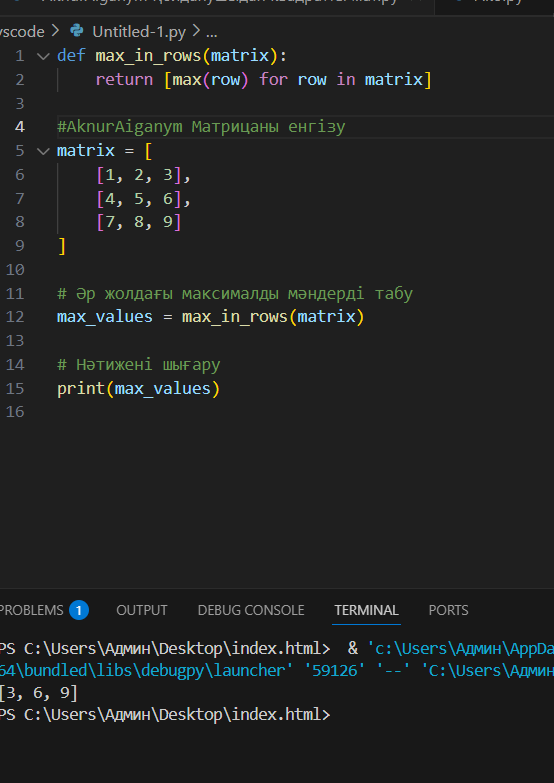 vscode > Untitled-1.py > ...
1 def max_in_rows(matrix):
2     return [max(row) for row in matrix]
3
4 #AknurAiganym Матрицаны енгізу
5 matrix = [
6     [1, 2, 3],
7     [4, 5, 6],
8     [7, 8, 9]
9 ]
10
11 # Әр жолдағы максималды мәндерді табу
12 max_values = max_in_rows(matrix)
13
14 # Нәтижені шығару
15 print(max_values)
16
PROBLEMS 1 OUTPUT DEBUG CONSOLE TERMINAL PORTS
PS C:\Users\Админ\Desktop\index.html>  & 'c:\Users\Админ\AppDa
64\bundled\libs\debugpy\launcher' '59126' '--' 'C:\Users\Админ
[3, 6, 9]
PS C:\Users\Админ\Desktop\index.html>